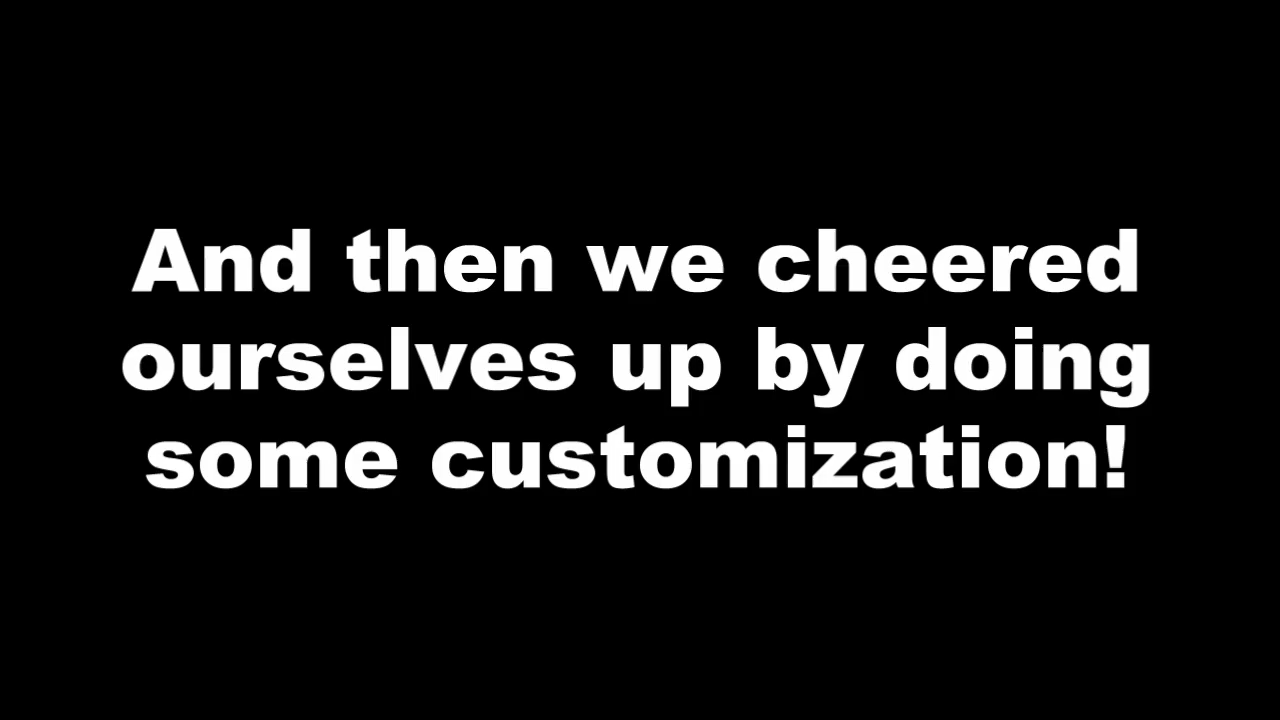 And then we cheered
ourselves up by doing
some customization!